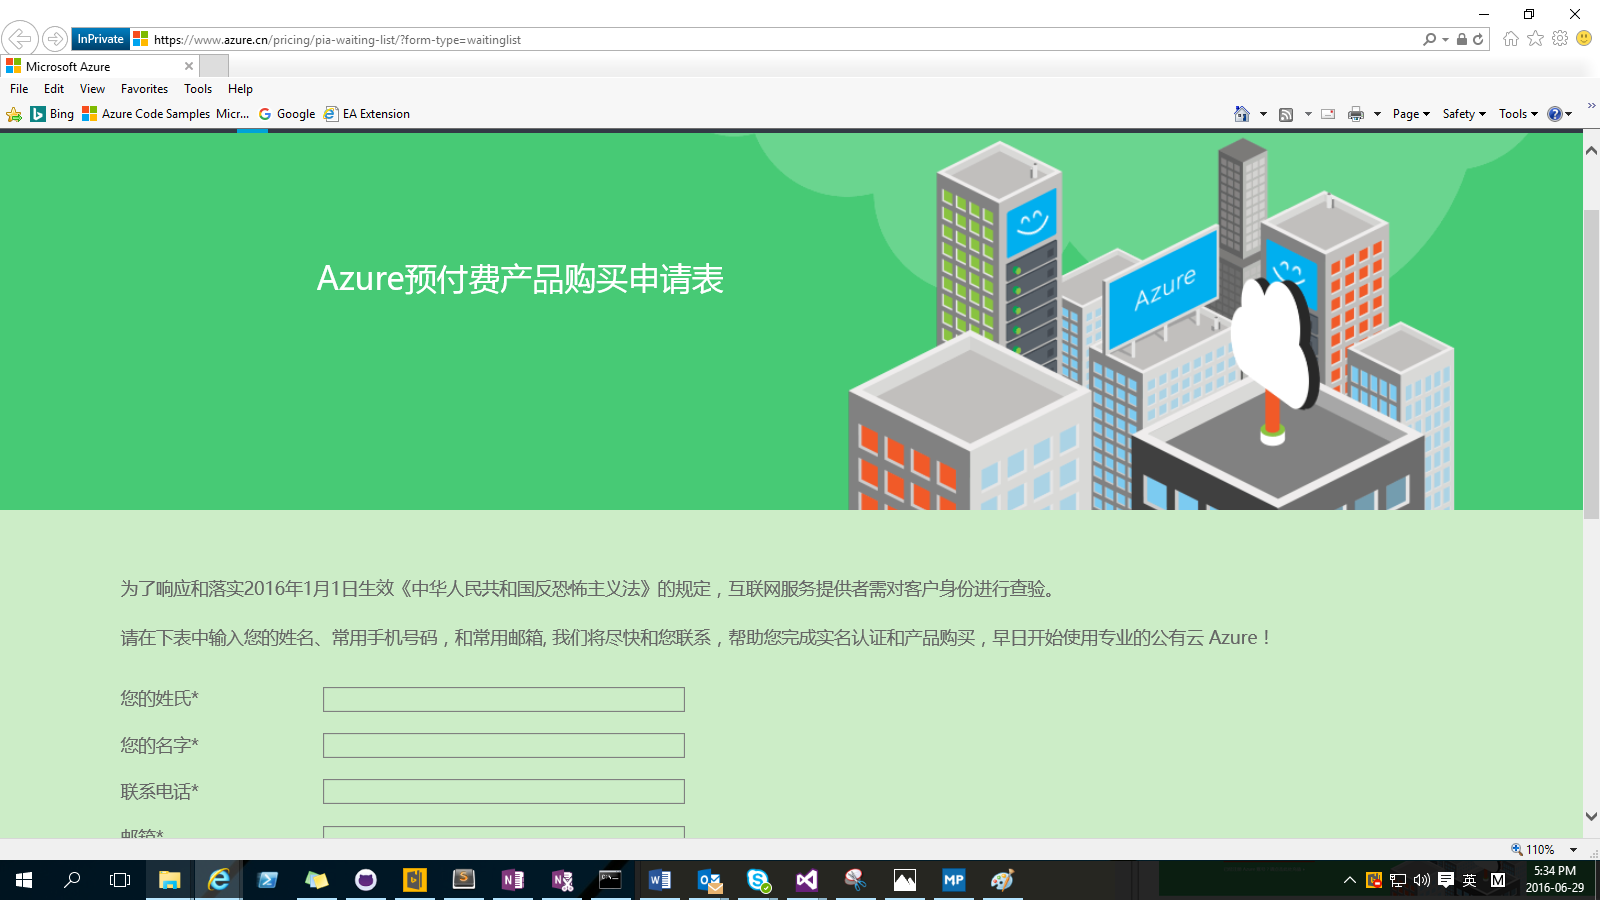 InPrivate
https://www.azure.cn/pricing/pia-waiting-list/?form-type=waitinglist
Microsoft Azure
File Edit View Favorites Tools Help
Bing Azure Code Samples Micr... Google EA Extension
Page Safety Tools
Azure预付费产品购买申请表
Azure
为了响应和落实2016年1月1日生效《中华人民共和国反恐怖主义法》的规定，互联网服务提供者需对客户身份进行查验。
请在下表中输入您的姓名、常用手机号码，和常用邮箱, 我们将尽快和您联系，帮助您完成实名认证和产品购买，早日开始使用专业的公有云 Azure！
您的姓氏*
您的名字*
联系电话*
邮箱*
110%
MP
英 M
5:34 PM
2016-06-29